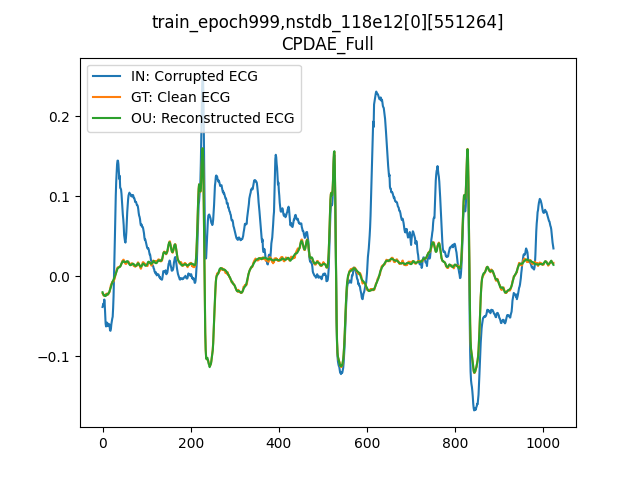 train_epoch999,nstdb_118e12[0][551264]
CPDAE_Full
IN: Corrupted ECG
GT: Clean ECG
OU: Reconstructed ECG
0.2
0.1
0.0
−0.1
0 200 400 600 800 1000